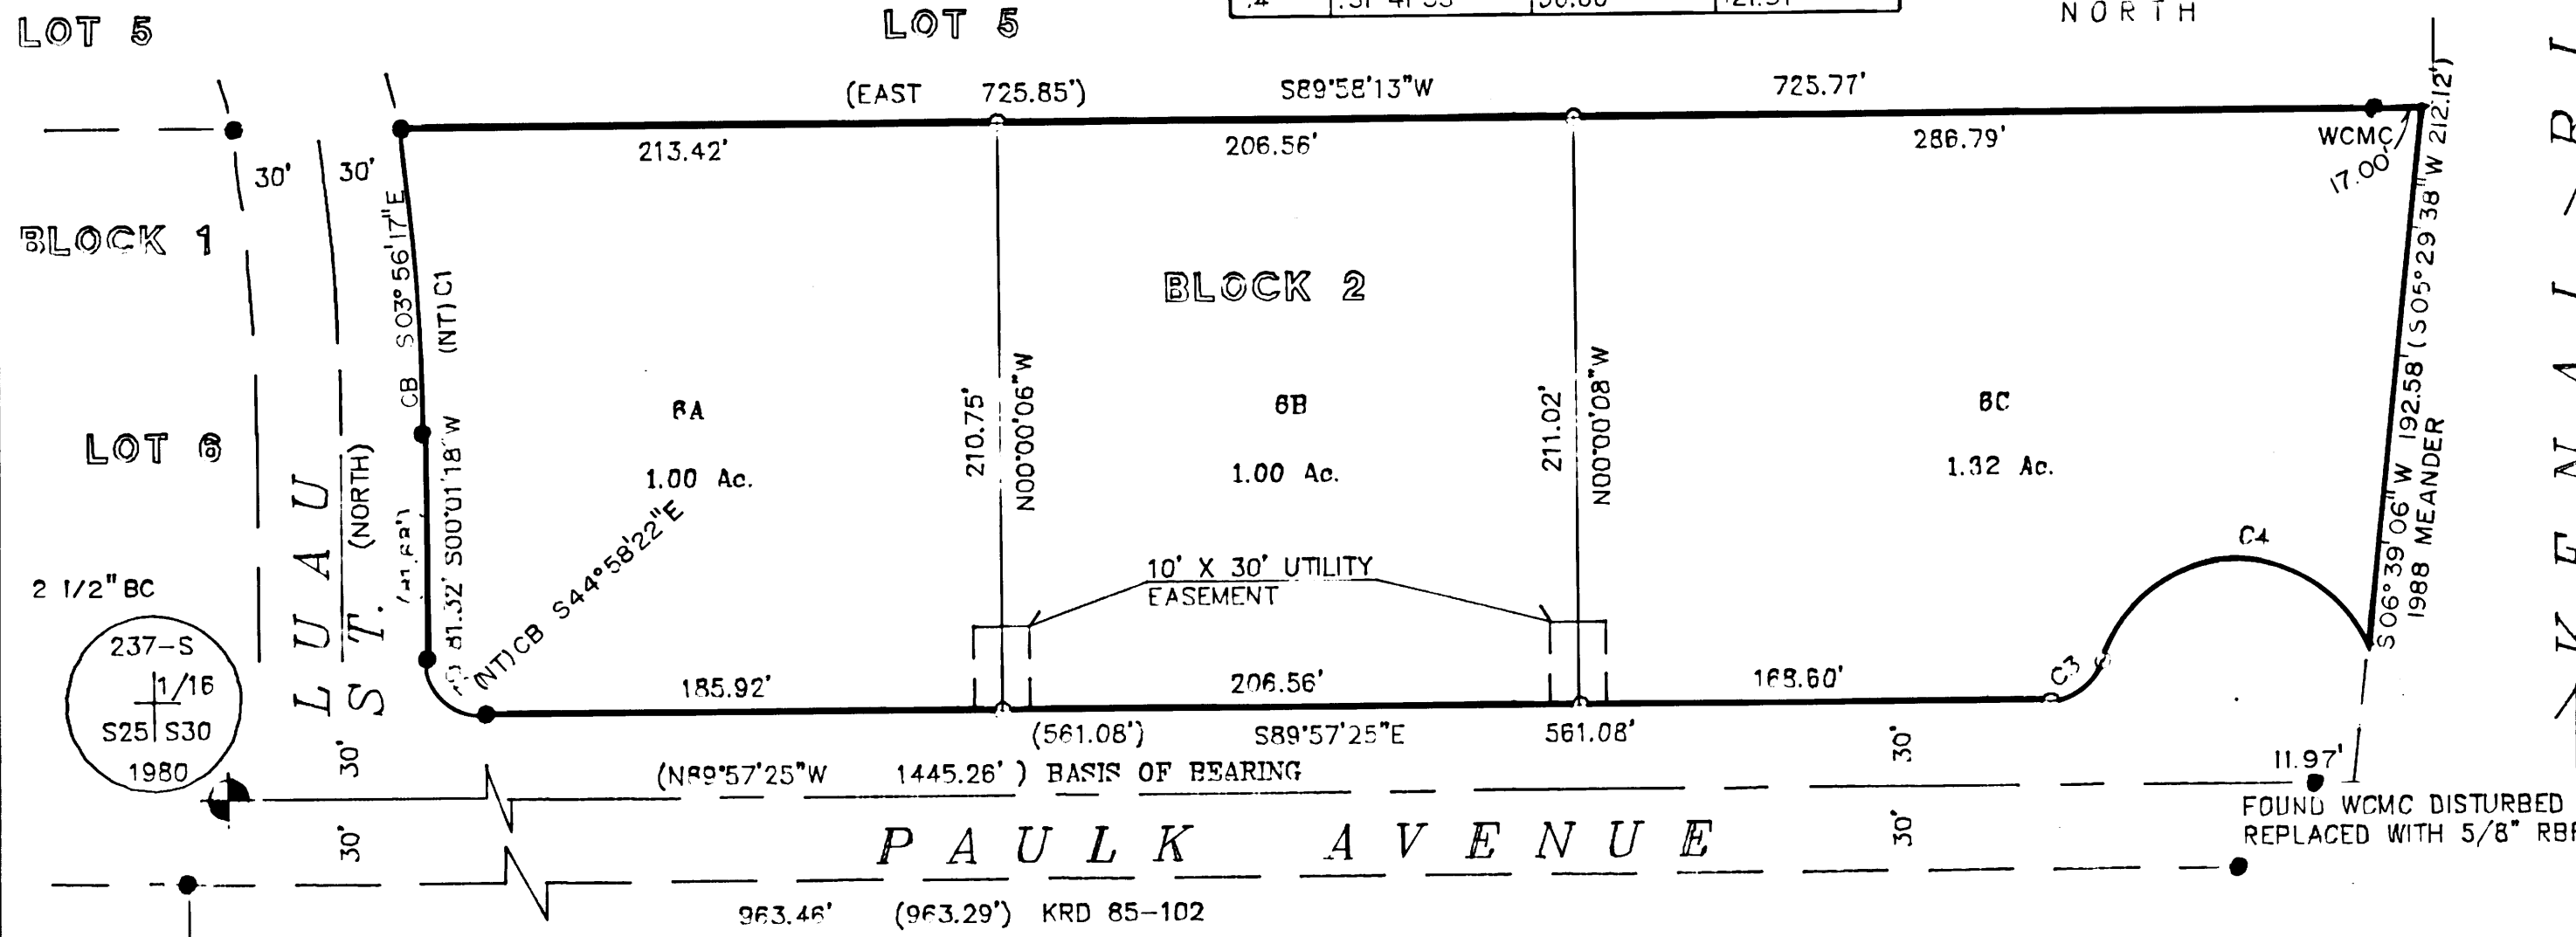 LOT 5
LOT 5
NORTH
(EAST 725.85')
S89°58'13"W
725.77'
213.42'
206.56'
286.79'
WCMC
17.00'
30'
30'
BLOCK 1
BLOCK 2
CB S03°56'17"E
(NT) C1
S06°39'06"W 192.58' (S05°29'38"W 212.12')
1988 MEANDER
6A
1.00 Ac.
210.75'
N00°00'06"W
6B
1.00 Ac.
211.02'
N00°00'08"W
6C
1.32 Ac.
LOT 6
LUAU ST.
(NORTH)
81.32' S00°01'18"W
(NT) CB S44°58'22"E
10' X 30' UTILITY
EASEMENT
C4
C3
2 1/2" BC
237-S
1/16
S25 S30
1980
185.92'
206.56'
168.60'
(561.08')
S89°57'25"E
561.08'
30'
30'
(N89°57'25"W 1445.26') BASIS OF BEARING
11.97'
FOUND WCMC DISTURBED
REPLACED WITH 5/8"
30'
30'
PAULK AVENUE
963.46' (963.29') KRD 85-102